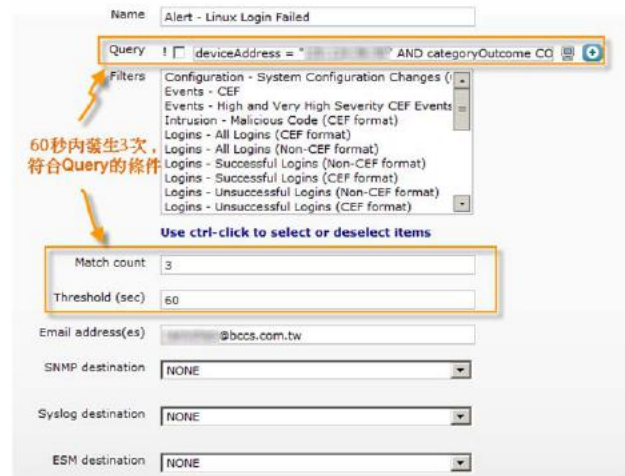 Name Alert - Linux Login Failed
Query ! deviceAddress = " " AND categoryOutcome CO
Filters
Configuration - System Configuration Changes (
Events - CEF
Events - High and Very High Severity CEF Events
Intrusion - Malicious Code (CEF format)
Logins - All Logins (CEF format)
Logins - All Logins (Non-CEF format)
Logins - Successful Logins (Non-CEF format)
Logins - Successful Logins (CEF format)
Logins - Unsuccessful Logins (Non-CEF format)
Logins - Unsuccessful Logins (CEF format)
60秒內發生3次，
符合Query的條件
Use ctrl-click to select or deselect items
Match count 3
Threshold (sec) 60
Email address(es) @bccs.com.tw
SNMP destination NONE
Syslog destination NONE
ESM destination NONE